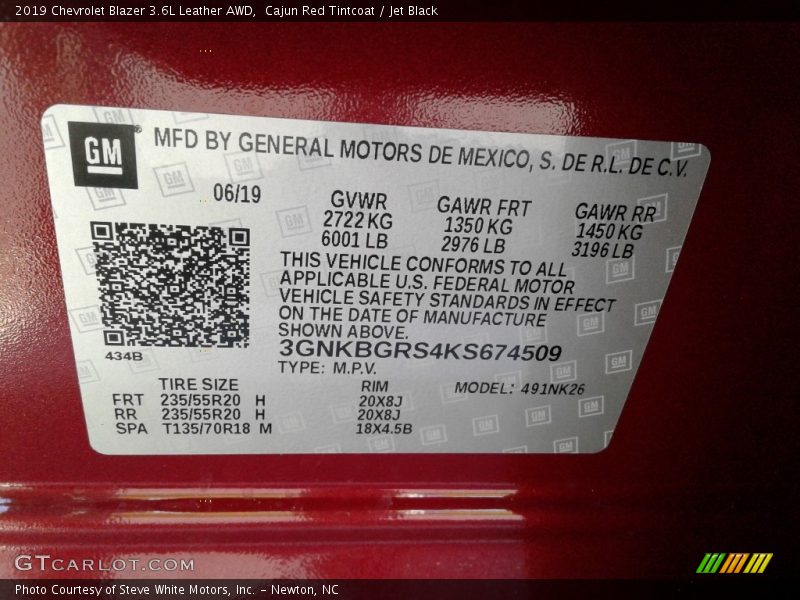 2019 Chevrolet Blazer 3.6L Leather AWD,  Cajun Red Tintcoat / Jet Black
GM
MFD BY GENERAL MOTORS DE MEXICO, S. DE R.L. DE C.V.
06/19
GVWR
2722 KG
6001 LB
GAWR FRT
1350 KG
2976 LB
GAWR RR
1450 KG
3196 LB
THIS VEHICLE CONFORMS TO ALL
APPLICABLE U.S. FEDERAL MOTOR
VEHICLE SAFETY STANDARDS IN EFFECT
ON THE DATE OF MANUFACTURE
SHOWN ABOVE.
434B
3GNKBGRS4KS674509
TYPE: M.P.V.
MODEL: 491NK26
TIRE SIZE RIM
FRT 235/55R20 H 20X8J
RR 235/55R20 H 20X8J
SPA T135/70R18 M 18X4.5B
GTCARLOT.COM
Photo Courtesy of Steve White Motors, Inc. – Newton, NC